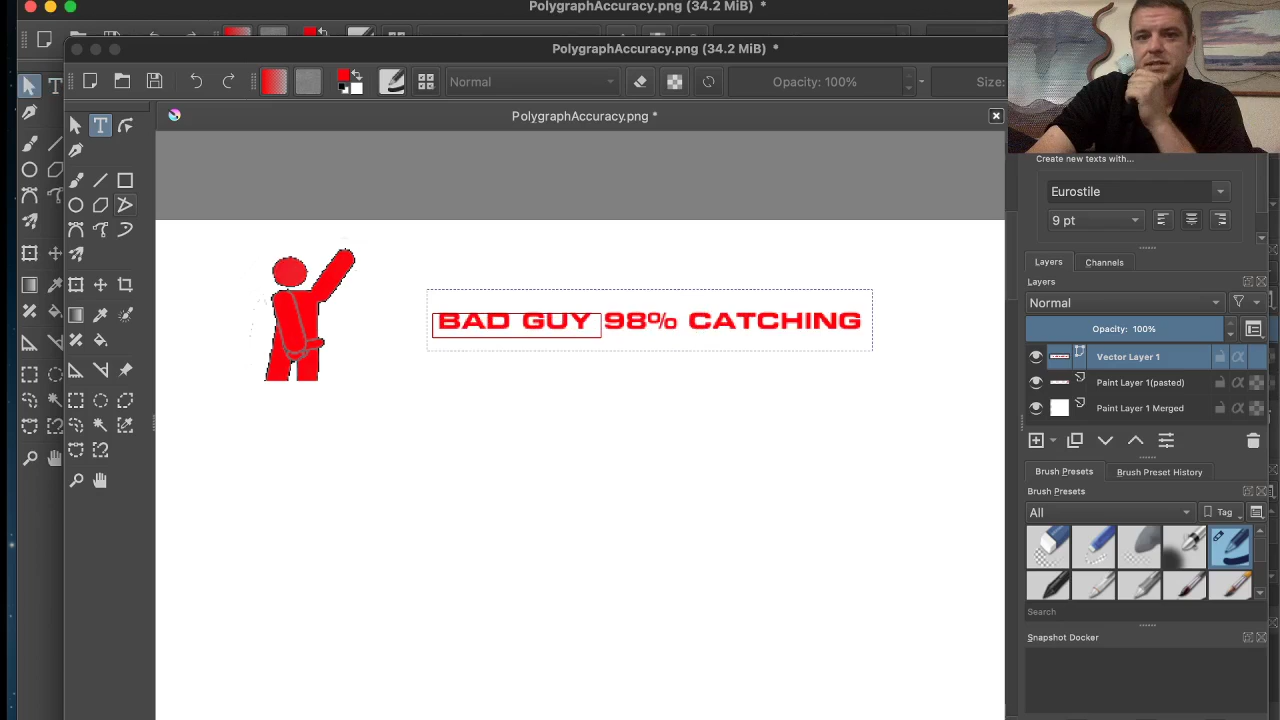 PolygraphAccuracy.png (34.2 MiB) *
PolygraphAccuracy.png (34.2 MiB) *
Normal
Opacity: 100%
Size:
PolygraphAccuracy.png *
Create new texts with...
Eurostile
9 pt
Layers
Channels
Layers
Normal
Opacity: 100%
Vector Layer 1
Paint Layer 1(pasted)
Paint Layer 1 Merged
Brush Presets
Brush Preset History
Brush Presets
All
Tag
Search
Snapshot Docker
BAD GUY 98% CATCHING